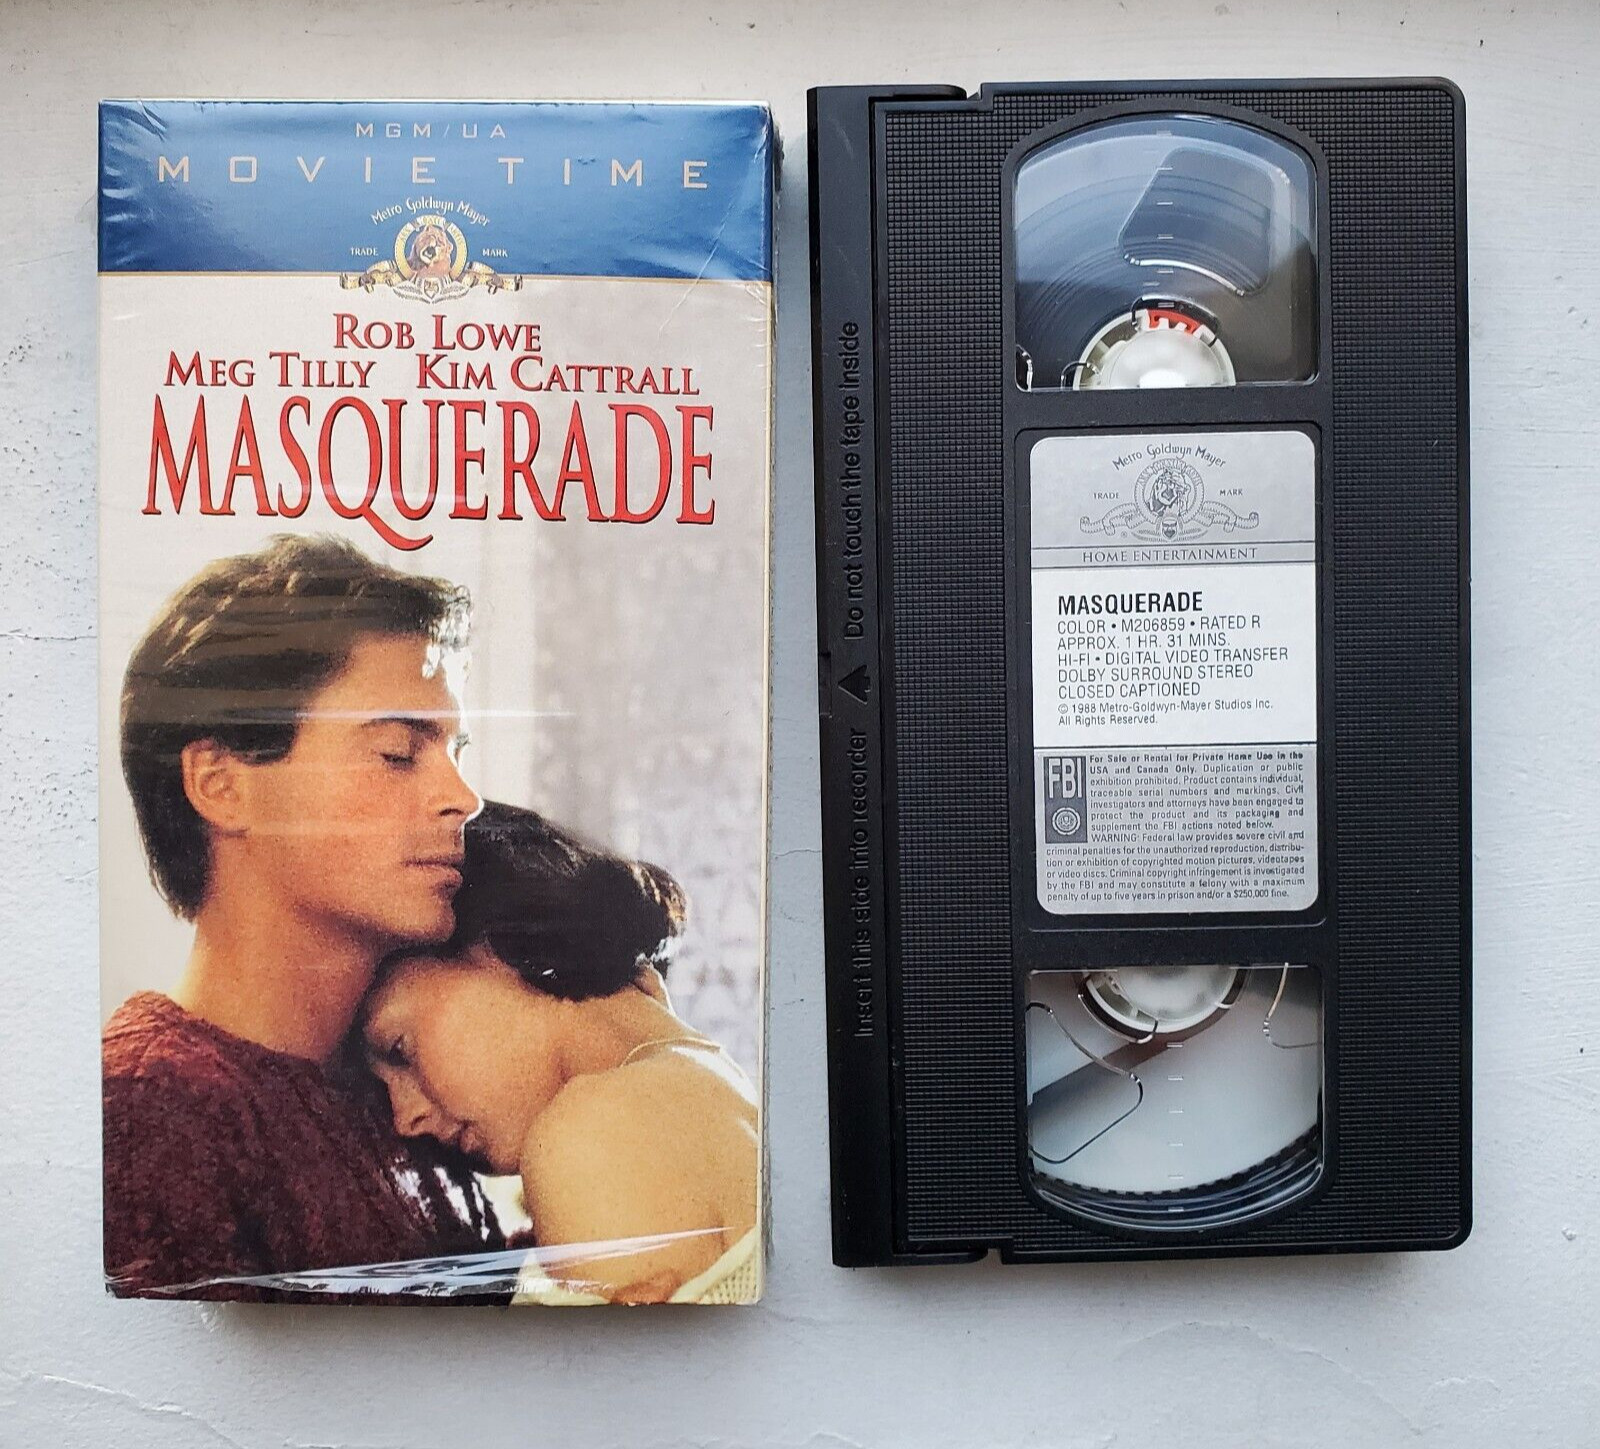 MGM/UA
MOVIE TIME
Metro Goldwyn Mayer
TRADE MARK
ROB LOWE
MEG TILLY KIM CATTRALL
MASQUERADE
Do not touch the tape inside
Insert this side into recorder
Metro Goldwyn Mayer
TRADE MARK
®
HOME ENTERTAINMENT
MASQUERADE
COLOR • M206859 • RATED R
APPROX. 1 HR. 31 MINS.
HI-FI • DIGITAL VIDEO TRANSFER
DOLBY SURROUND STEREO
CLOSED CAPTIONED
© 1988 Metro-Goldwyn-Mayer Studios Inc.
All Rights Reserved.
FBI
For Sale or Rental for Private Home Use in the
USA and Canada Only. Duplication or public
exhibition prohibited. Product contains individual,
traceable serial numbers and markings. Civil
investigators and attorneys have been engaged to
protect the product and its packaging and
supplement the FBI actions noted below.
WARNING: Federal law provides severe civil and
criminal penalties for the unauthorized reproduction, distribu-
tion or exhibition of copyrighted motion pictures, videotapes
or video discs. Criminal copyright infringement is investigated
by the FBI and may constitute a felony with a maximum
penalty of up to five years in prison and/or a $250,000 fine.